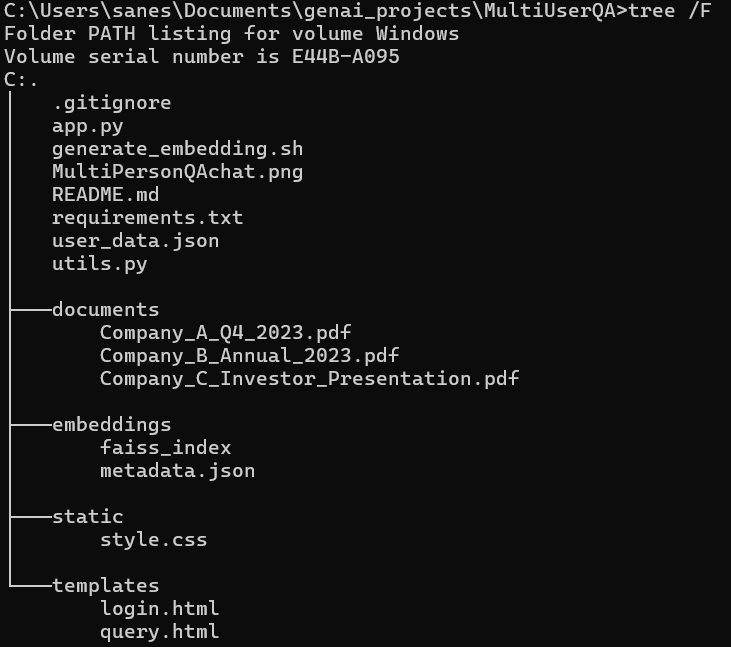 C:\Users\sanes\Documents\genai_projects\MultiUserQA>tree /F
Folder PATH listing for volume Windows
Volume serial number is E44B-A095
C:.
│   .gitignore
│   app.py
│   generate_embedding.sh
│   MultiPersonQAchat.png
│   README.md
│   requirements.txt
│   user_data.json
│   utils.py
│
├───documents
│       Company_A_Q4_2023.pdf
│       Company_B_Annual_2023.pdf
│       Company_C_Investor_Presentation.pdf
│
├───embeddings
│       faiss_index
│       metadata.json
│
├───static
│       style.css
│
└───templates
        login.html
        query.html